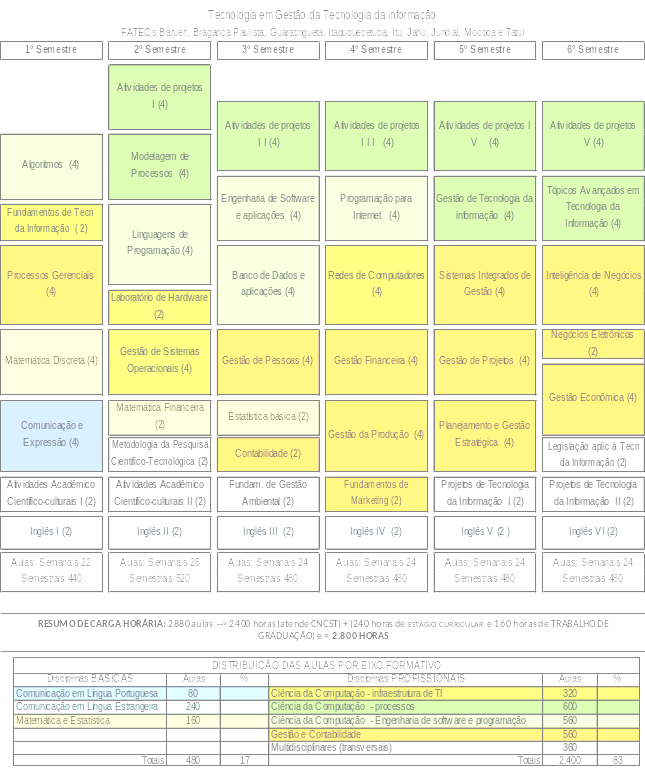 Tecnologia em Gestão da Tecnologia da informação
FATECs Barueri, Bragança Paulista, Guaratinguetá, Itaquaquecetuba, Itu, Jahu, Jundiaí, Mococa e Tatuí
1º Semestre
2º Semestre
3º Semestre
4º Semestre
5º Semestre
6º Semestre
Algoritmos (4)
Fundamentos de Tecn
da Informação ( 2)
Processos Gerenciais
(4)
Matemática Discreta (4)
Comunicação e
Expressão (4)
Atividades Acadêmico
Científico-culturais I (2)
Inglês I (2)
Aulas: Semanais 22
Semestrais 440
Atividades de projetos
I (4)
Modelagem de
Processos (4)
Linguagens de
Programação (4)
Laboratório de Hardware
(2)
Gestão de Sistemas
Operacionais (4)
Matemática Financeira
(2)
Metodologia da Pesquisa
Científico-Tecnológica (2)
Atividades Acadêmico
Científico-culturais II (2)
Inglês II (2)
Aulas: Semanais 26
Semestrais 520
Atividades de projetos
I I (4)
Engenharia de Software
e aplicações (4)
Banco de Dados e
aplicações (4)
Gestão de Pessoas (4)
Estatística básica (2)
Contabilidade (2)
Fundam. de Gestão
Ambiental (2)
Inglês III (2)
Aulas: Semanais 24
Semestrais 480
Atividades de projetos
I I I (4)
Programação para
Internet (4)
Redes de Computadores
(4)
Gestão Financeira (4)
Gestão da Produção (4)
Fundamentos de
Marketing (2)
Inglês IV (2)
Aulas: Semanais 24
Semestrais 480
Atividades de projetos I
V (4)
Gestão de Tecnologia da
informação (4)
Sistemas Integrados de
Gestão (4)
Gestão de Projetos (4)
Planejamento e Gestão
Estratégica (4)
Projetos de Tecnologia
da Informação I (2)
Inglês V (2 )
Aulas: Semanais 24
Semestrais 480
Atividades de projetos
V (4)
Tópicos Avançados em
Tecnologia da
Informação (4)
Inteligência de Negócios
(4)
Negócios Eletrônicos
(2)
Gestão Econômica (4)
Legislação aplic à Tecn
da Informação (2)
Projetos de Tecnologia
da Informação II (2)
Inglês VI (2)
Aulas: Semanais 24
Semestrais 480
RESUMO DE CARGA HORÁRIA: 2880 aulas --> 2400 horas (atende CNCST) + (240 horas de ESTÁGIO CURRICULAR e 160 horas de TRABALHO DE
GRADUAÇÃO) e = 2.800 HORAS
DISTRIBUIÇÃO DAS AULAS POR EIXO FORMATIVO
Disciplinas BÁSICAS Aulas % Disciplinas PROFISSIONAIS Aulas %
Comunicação em Língua Portuguesa 80 Ciência da Computação - infraestrutura de TI 320
Comunicação em Língua Estrangeira 240 Ciência da Computação - processos 600
Matemática e Estatística 160 Ciência da Computação - Engenharia de software e programação 560
Gestão e Contabilidade 560
Multidisciplinares (transversais) 360
Totais 480 17 Totais 2.400 83